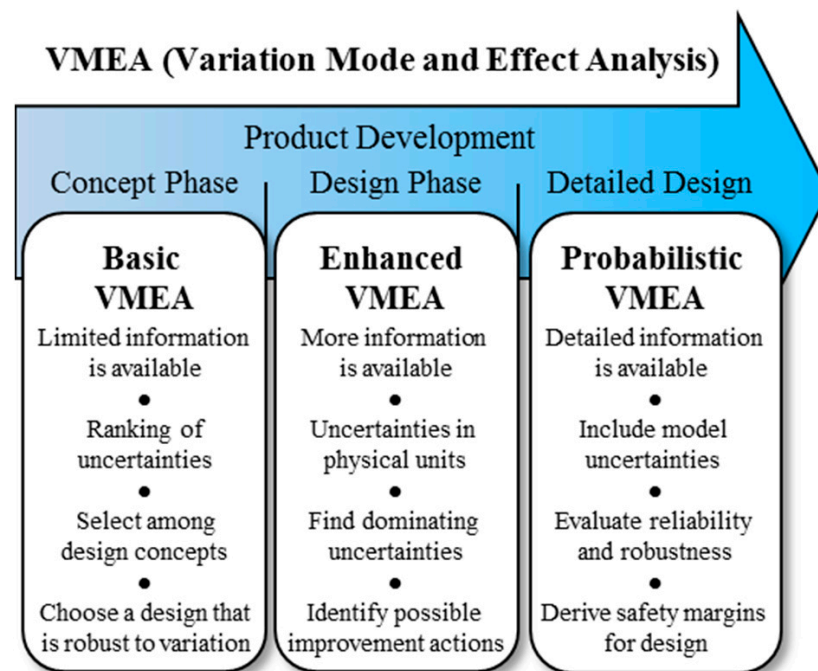 VMEA (Variation Mode and Effect Analysis)
Product Development
Concept Phase
Design Phase
Detailed Design
Basic
VMEA
Limited information
is available
●
Ranking of
uncertainties
●
Select among
design concepts
●
Choose a design that
is robust to variation
Enhanced
VMEA
More information
is available
●
Uncertainties in
physical units
●
Find dominating
uncertainties
●
Identify possible
improvement actions
Probabilistic
VMEA
Detailed information
is available
●
Include model
uncertainties
●
Evaluate reliability
and robustness
●
Derive safety margins
for design